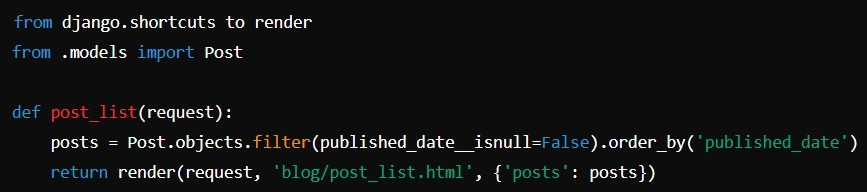 from django.shortcuts to render
from .models import Post

def post_list(request):
    posts = Post.objects.filter(published_date__isnull=False).order_by('published_date')
    return render(request, 'blog/post_list.html', {'posts': posts})